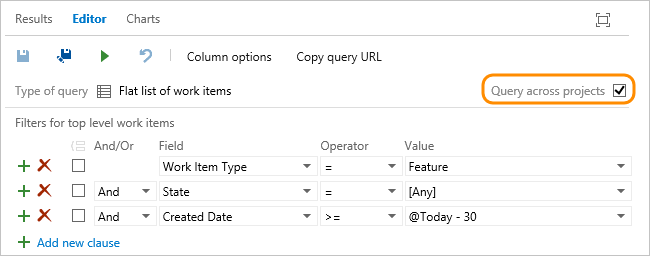 Results Editor Charts
Column options Copy query URL
Type of query Flat list of work items Query across projects
Filters for top level work items
And/Or Field Operator Value
Work Item Type = Feature
And State = [Any]
And Created Date >= @Today - 30
Add new clause